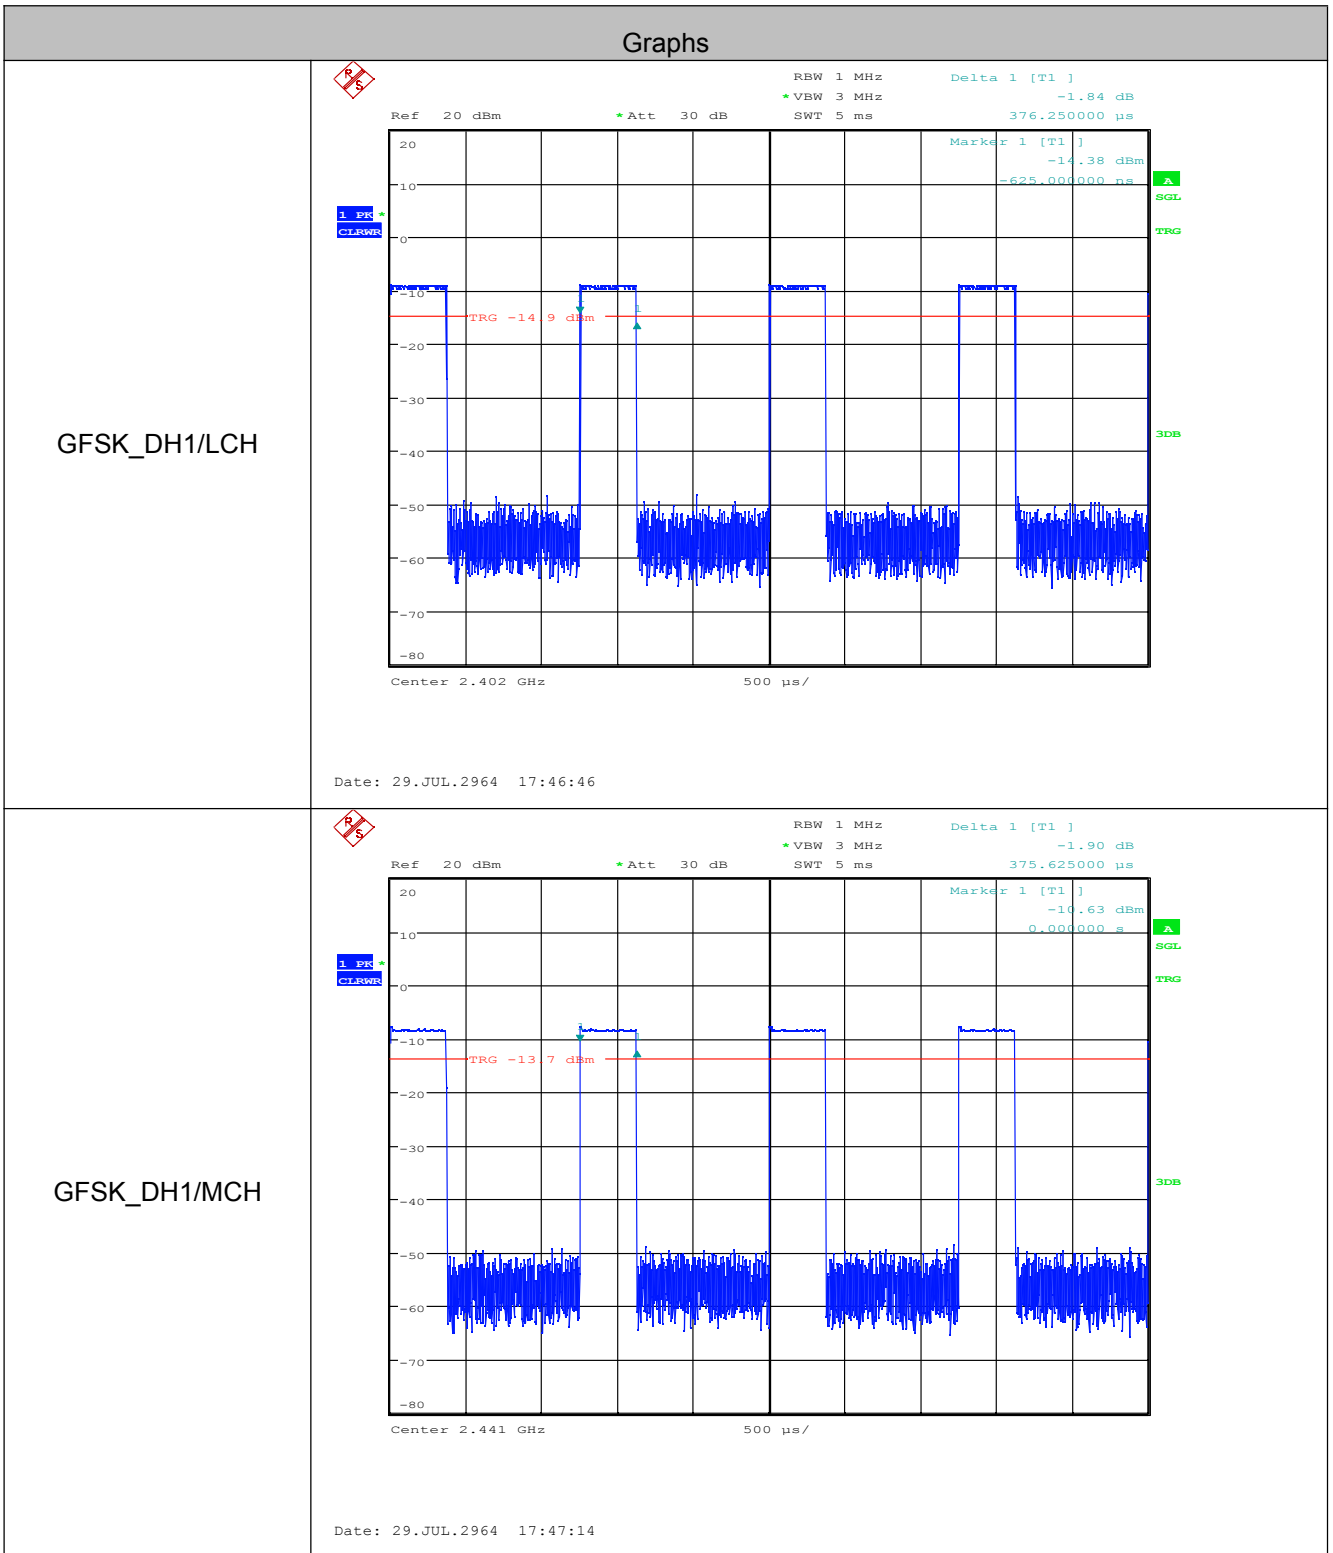 Graphs
GFSK_DH1/LCH
R S
RBW 1 MHz Delta 1 [T1 ]
*VBW 3 MHz -1.84 dB
Ref 20 dBm *Att 30 dB SWT 5 ms 376.250000 µs
20 Marker 1 [T1 ]
-14.38 dBm
-625.000000 ns A
10
SGL
1 PK *
CLRWR
TRG
0
-10
1
TRG -14.9 dBm
-20
-30
3DB
-40
-50
-60
-70
-80
Center 2.402 GHz 500 µs/
Date: 29.JUL.2964 17:46:46
GFSK_DH1/MCH
R S
RBW 1 MHz Delta 1 [T1 ]
*VBW 3 MHz -1.90 dB
Ref 20 dBm *Att 30 dB SWT 5 ms 375.625000 µs
20 Marker 1 [T1 ]
-10.63 dBm
0.000000 s A
10
SGL
1 PK *
CLRWR
TRG
0
-10
TRG -13.7 dBm
-20
-30
3DB
-40
-50
-60
-70
-80
Center 2.441 GHz 500 µs/
Date: 29.JUL.2964 17:47:14